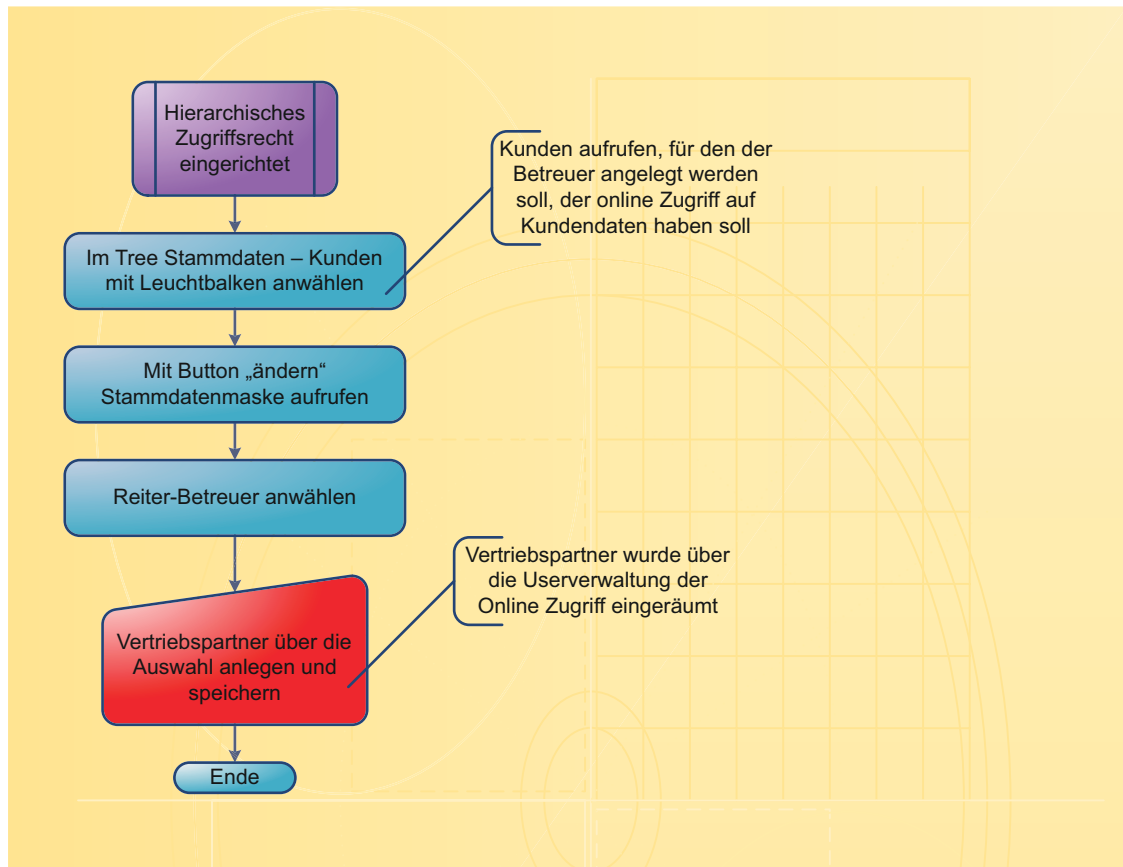 Hierarchisches
Zugriffsrecht
eingerichtet
Kunden aufrufen, für den der
Betreuer angelegt werden
soll, der online Zugriff auf
Kundendaten haben soll
Im Tree Stammdaten – Kunden
mit Leuchtbalken anwählen
Mit Button „ändern“
Stammdatenmaske aufrufen
Reiter-Betreuer anwählen
Vertriebspartner wurde über
die Userverwaltung der
Online Zugriff eingeräumt
Vertriebspartner über die
Auswahl anlegen und
speichern
Ende